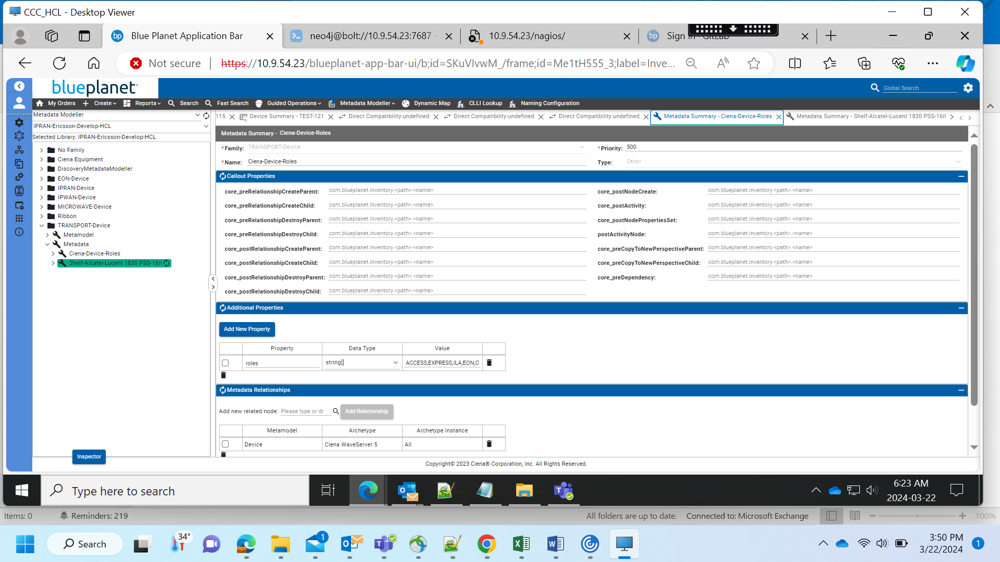 CCC_HCL - Desktop Viewer
Blue Planet Application Bar
neo4j@bolt://10.9.54.23:7687 -
10.9.54.23/nagios/
Sign in · GitLab
Not secure
https://10.9.54.23/blueplanet-app-bar-ui/b;id=SKuVIvwM_/frame;id=Me1tH555_3;label=Inve...
blueplanet
Global Search
My Orders
Create
Reports
Search
Fast Search
Guided Operations
Metadata Modeller
Dynamic Map
CLLI Lookup
Naming Configuration
Metadata Modeller
115
Device Summary - TEST-121
Direct Compatibility:undefined
Direct Compatibility:undefined
Direct Compatibility:undefined
Metadata Summary - Ciena-Device-Roles
Metadata Summary - Shelf-Alcatel-Lucent 1830 PSS-16II
IPRAN-Ericsson-Develop-HCL
Selected Library: IPRAN-Ericsson-Develop-HCL
No Family
Ciena Equipment
DiscoveryMetadataModeller
EON-Device
IPRAN-Device
IPWAN-Device
MICROWAVE-Device
Ribbon
TRANSPORT-Device
Metamodel
Metadata
Ciena-Device-Roles
Shelf-Alcatel-Lucent 1830 PSS-16II
Inspector
Metadata Summary - Ciena-Device-Roles
*Family: TRANSPORT-Device
*Priority: 500
*Name: Ciena-Device-Roles
Type: Other
Callout Properties
core_preRelationshipCreateParent: com.blueplanet.inventory.<path>.<name>
core_postNodeCreate: com.blueplanet.inventory.<path>.<name>
core_preRelationshipCreateChild: com.blueplanet.inventory.<path>.<name>
core_postActivity: com.blueplanet.inventory.<path>.<name>
core_preRelationshipDestroyParent: com.blueplanet.inventory.<path>.<name>
core_postNodePropertiesSet: com.blueplanet.inventory.<path>.<name>
core_preRelationshipDestroyChild: com.blueplanet.inventory.<path>.<name>
postActivityNode: com.blueplanet.inventory.<path>.<name>
core_postRelationshipCreateParent: com.blueplanet.inventory.<path>.<name>
core_preCopyToNewPerspectiveParent: com.blueplanet.inventory.<path>.<name>
core_postRelationshipCreateChild: com.blueplanet.inventory.<path>.<name>
core_preCopyToNewPerspectiveChild: com.blueplanet.inventory.<path>.<name>
core_postRelationshipDestroyParent: com.blueplanet.inventory.<path>.<name>
core_preDependency: com.blueplanet.inventory.<path>.<name>
core_postRelationshipDestroyChild: com.blueplanet.inventory.<path>.<name>
Additional Properties
Add New Property
Property Data Type Value
roles string[] ACCESS,EXPRESS,ILA,EON,O
Metadata Relationships
Add new related node: Please type or dr
Add Relationship
Metamodel Archetype Archetype Instance
Device Ciena WaveServer 5 All
Copyright© 2023 Ciena® Corporation, Inc. All Rights Reserved.
Type here to search
6:23 AM
2024-03-22
Items: 0
Reminders: 219
All folders are up to date.
Connected to: Microsoft Exchange
100%
34°
Search
1
3:50 PM
3/22/2024
1